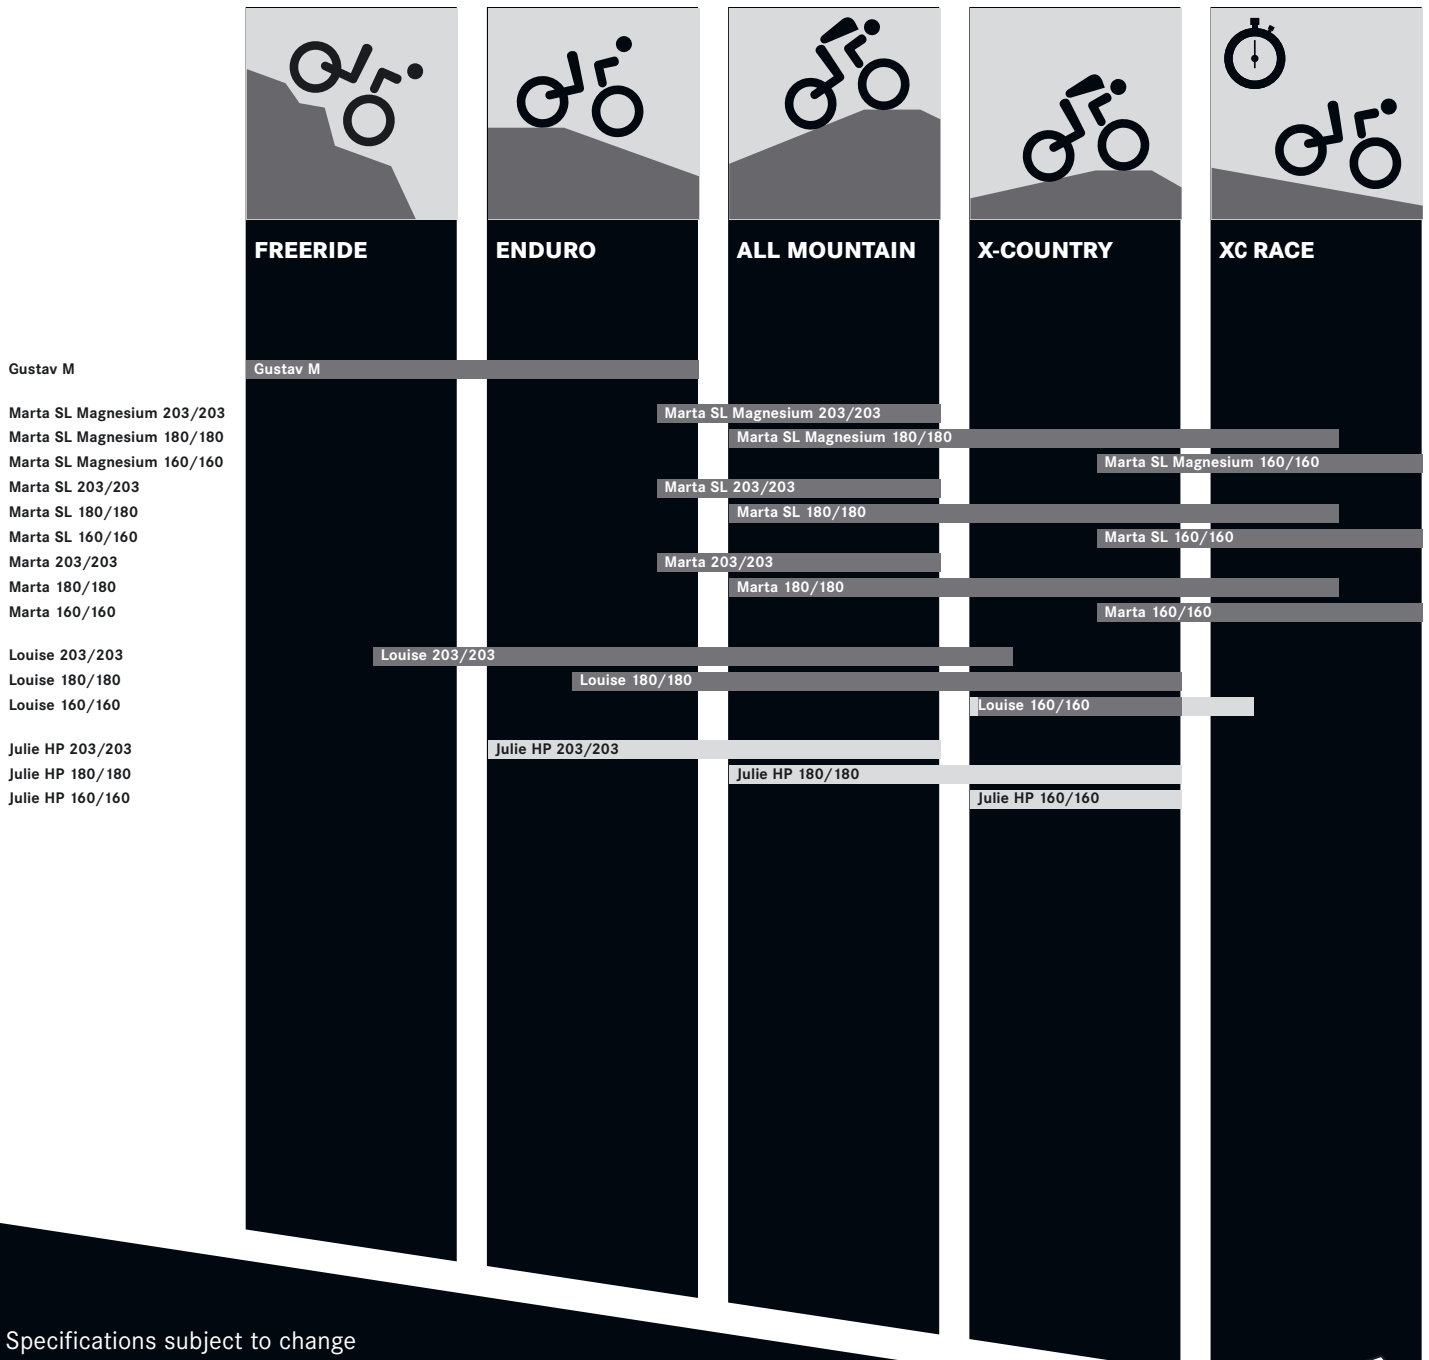 FREERIDE ENDURO ALL MOUNTAIN X-COUNTRY XC RACE
Gustav M Gustav M
Marta SL Magnesium 203/203 Marta SL Magnesium 203/203
Marta SL Magnesium 180/180 Marta SL Magnesium 180/180
Marta SL Magnesium 160/160 Marta SL Magnesium 160/160
Marta SL 203/203 Marta SL 203/203
Marta SL 180/180 Marta SL 180/180
Marta SL 160/160 Marta SL 160/160
Marta 203/203 Marta 203/203
Marta 180/180 Marta 180/180
Marta 160/160 Marta 160/160
Louise 203/203 Louise 203/203
Louise 180/180 Louise 180/180
Louise 160/160 Louise 160/160
Julie HP 203/203 Julie HP 203/203
Julie HP 180/180 Julie HP 180/180
Julie HP 160/160 Julie HP 160/160
Specifications subject to change